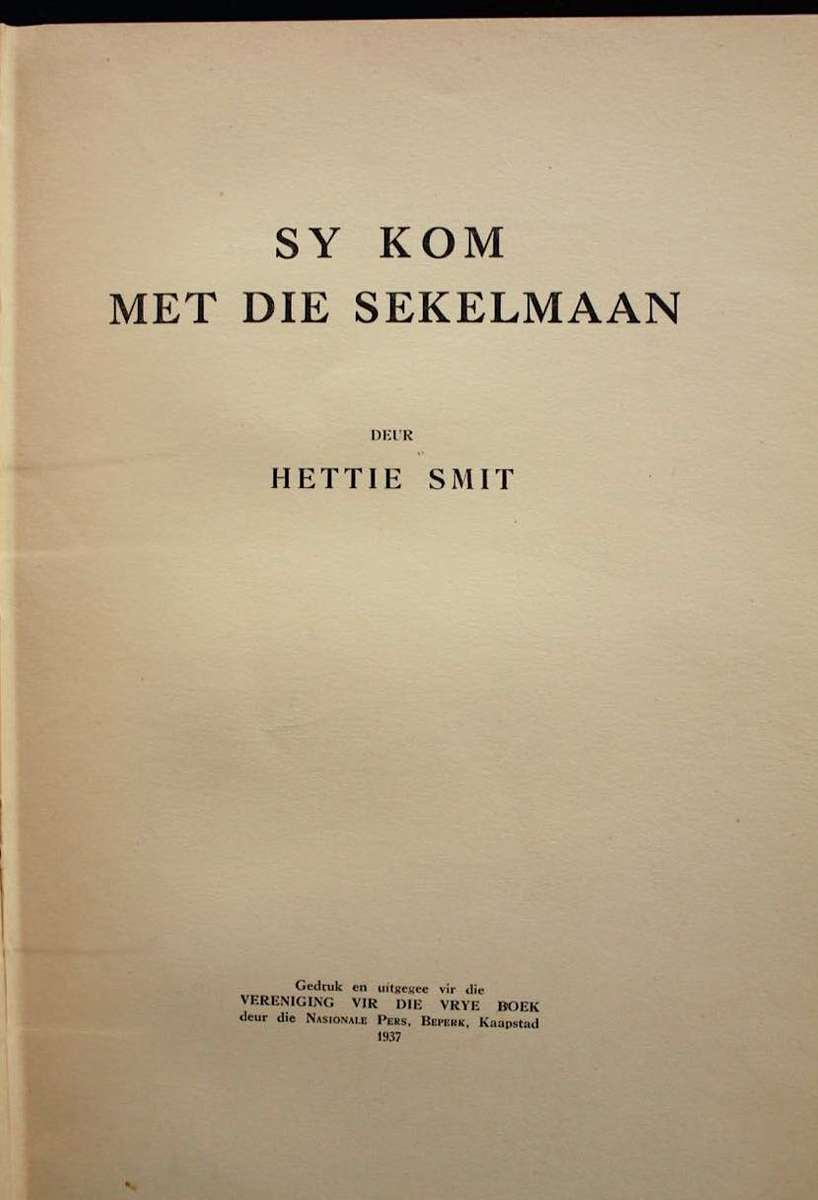 SY KOM
MET DIE SEKELMAAN
DEUR
HETTIE SMIT
Gedruk en uitgegee vir die
VERENIGING VIR DIE VRYE BOEK
deur die NASIONALE PERS, BEPERK, Kaapstad
1937